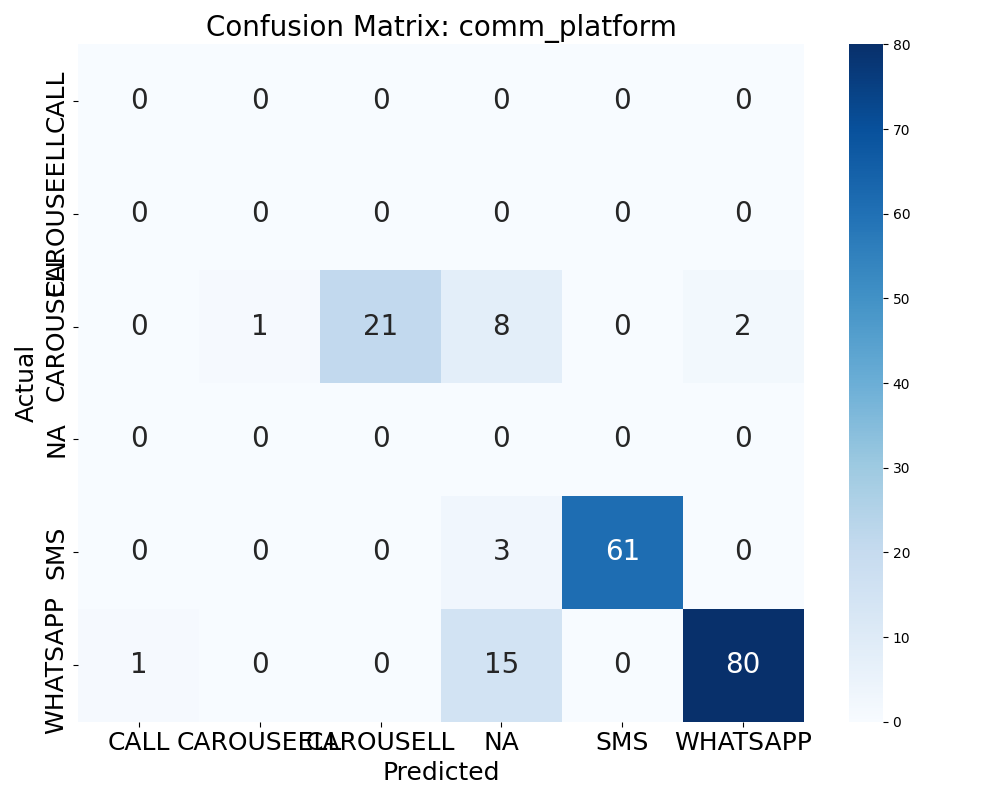 Confusion Matrix: comm_platform
CALL 0 0 0 0 0 0
CAROUSEELL 0 0 0 0 0 0
CAROUSELL 0 1 21 8 0 2
NA 0 0 0 0 0 0
SMS 0 0 0 3 61 0
WHATSAPP 1 0 0 15 0 80
CALL CAROUSEELL CAROUSELL NA SMS WHATSAPP
Predicted
Actual
80
70
60
50
40
30
20
10
0